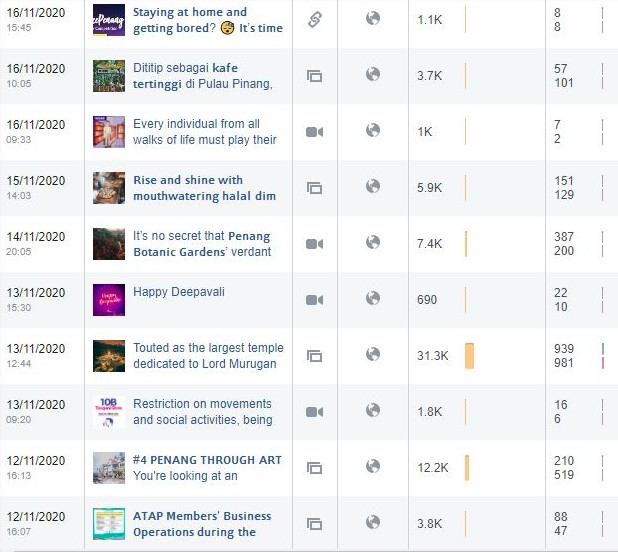 16/11/2020
15:45
Staying at home and
getting bored? 😴 It's time
1.1K
8
8
16/11/2020
10:05
Dititip sebagai kafe
tertinggi di Pulau Pinang,
3.7K
57
101
16/11/2020
09:33
Every individual from all
walks of life must play their
1K
7
2
15/11/2020
14:03
Rise and shine with
mouthwatering halal dim
5.9K
151
129
14/11/2020
20:05
It's no secret that Penang
Botanic Gardens' verdant
7.4K
387
200
13/11/2020
15:30
Happy Deepavali
690
22
10
13/11/2020
12:44
Touted as the largest temple
dedicated to Lord Murugan
31.3K
939
981
13/11/2020
09:20
10B
Restriction on movements
and social activities, being
1.8K
16
6
12/11/2020
16:13
#4 PENANG THROUGH ART
You're looking at an
12.2K
210
519
12/11/2020
16:07
ATAP Members' Business
Operations during the
3.8K
88
47